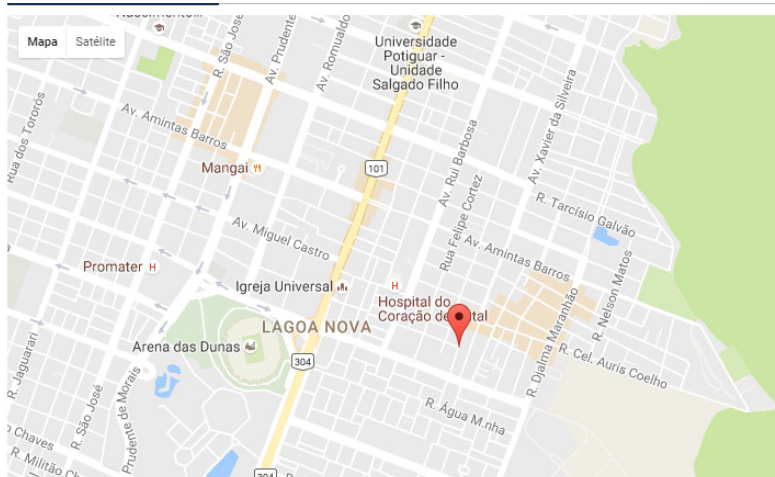 Mapa
Satélite
R. São José
Av. Prudente
Av. Romualdo
Universidade
Potiguar -
Unidade
Salgado Filho
Rua dos Tororós
Av. Amintas Barros
Mangai
101
Av. Rui Barbosa
Av. Xavier da Silveira
Rua Felipe Cortez
R. Tarcísio Galvão
Av. Miguel Castro
Av. Amintas Barros
Promater H
Igreja Universal
H
Hospital do
Coração de
R. Nelson Matos
LAGOA NOVA
Arena das Dunas
304
R. Djalma Maranhão
R. Cel. Auris Coelho
R. Jaguarari
R. São José
Prudente de Morais
R. Água M.nha
Chaves
R. Militão Ch
304